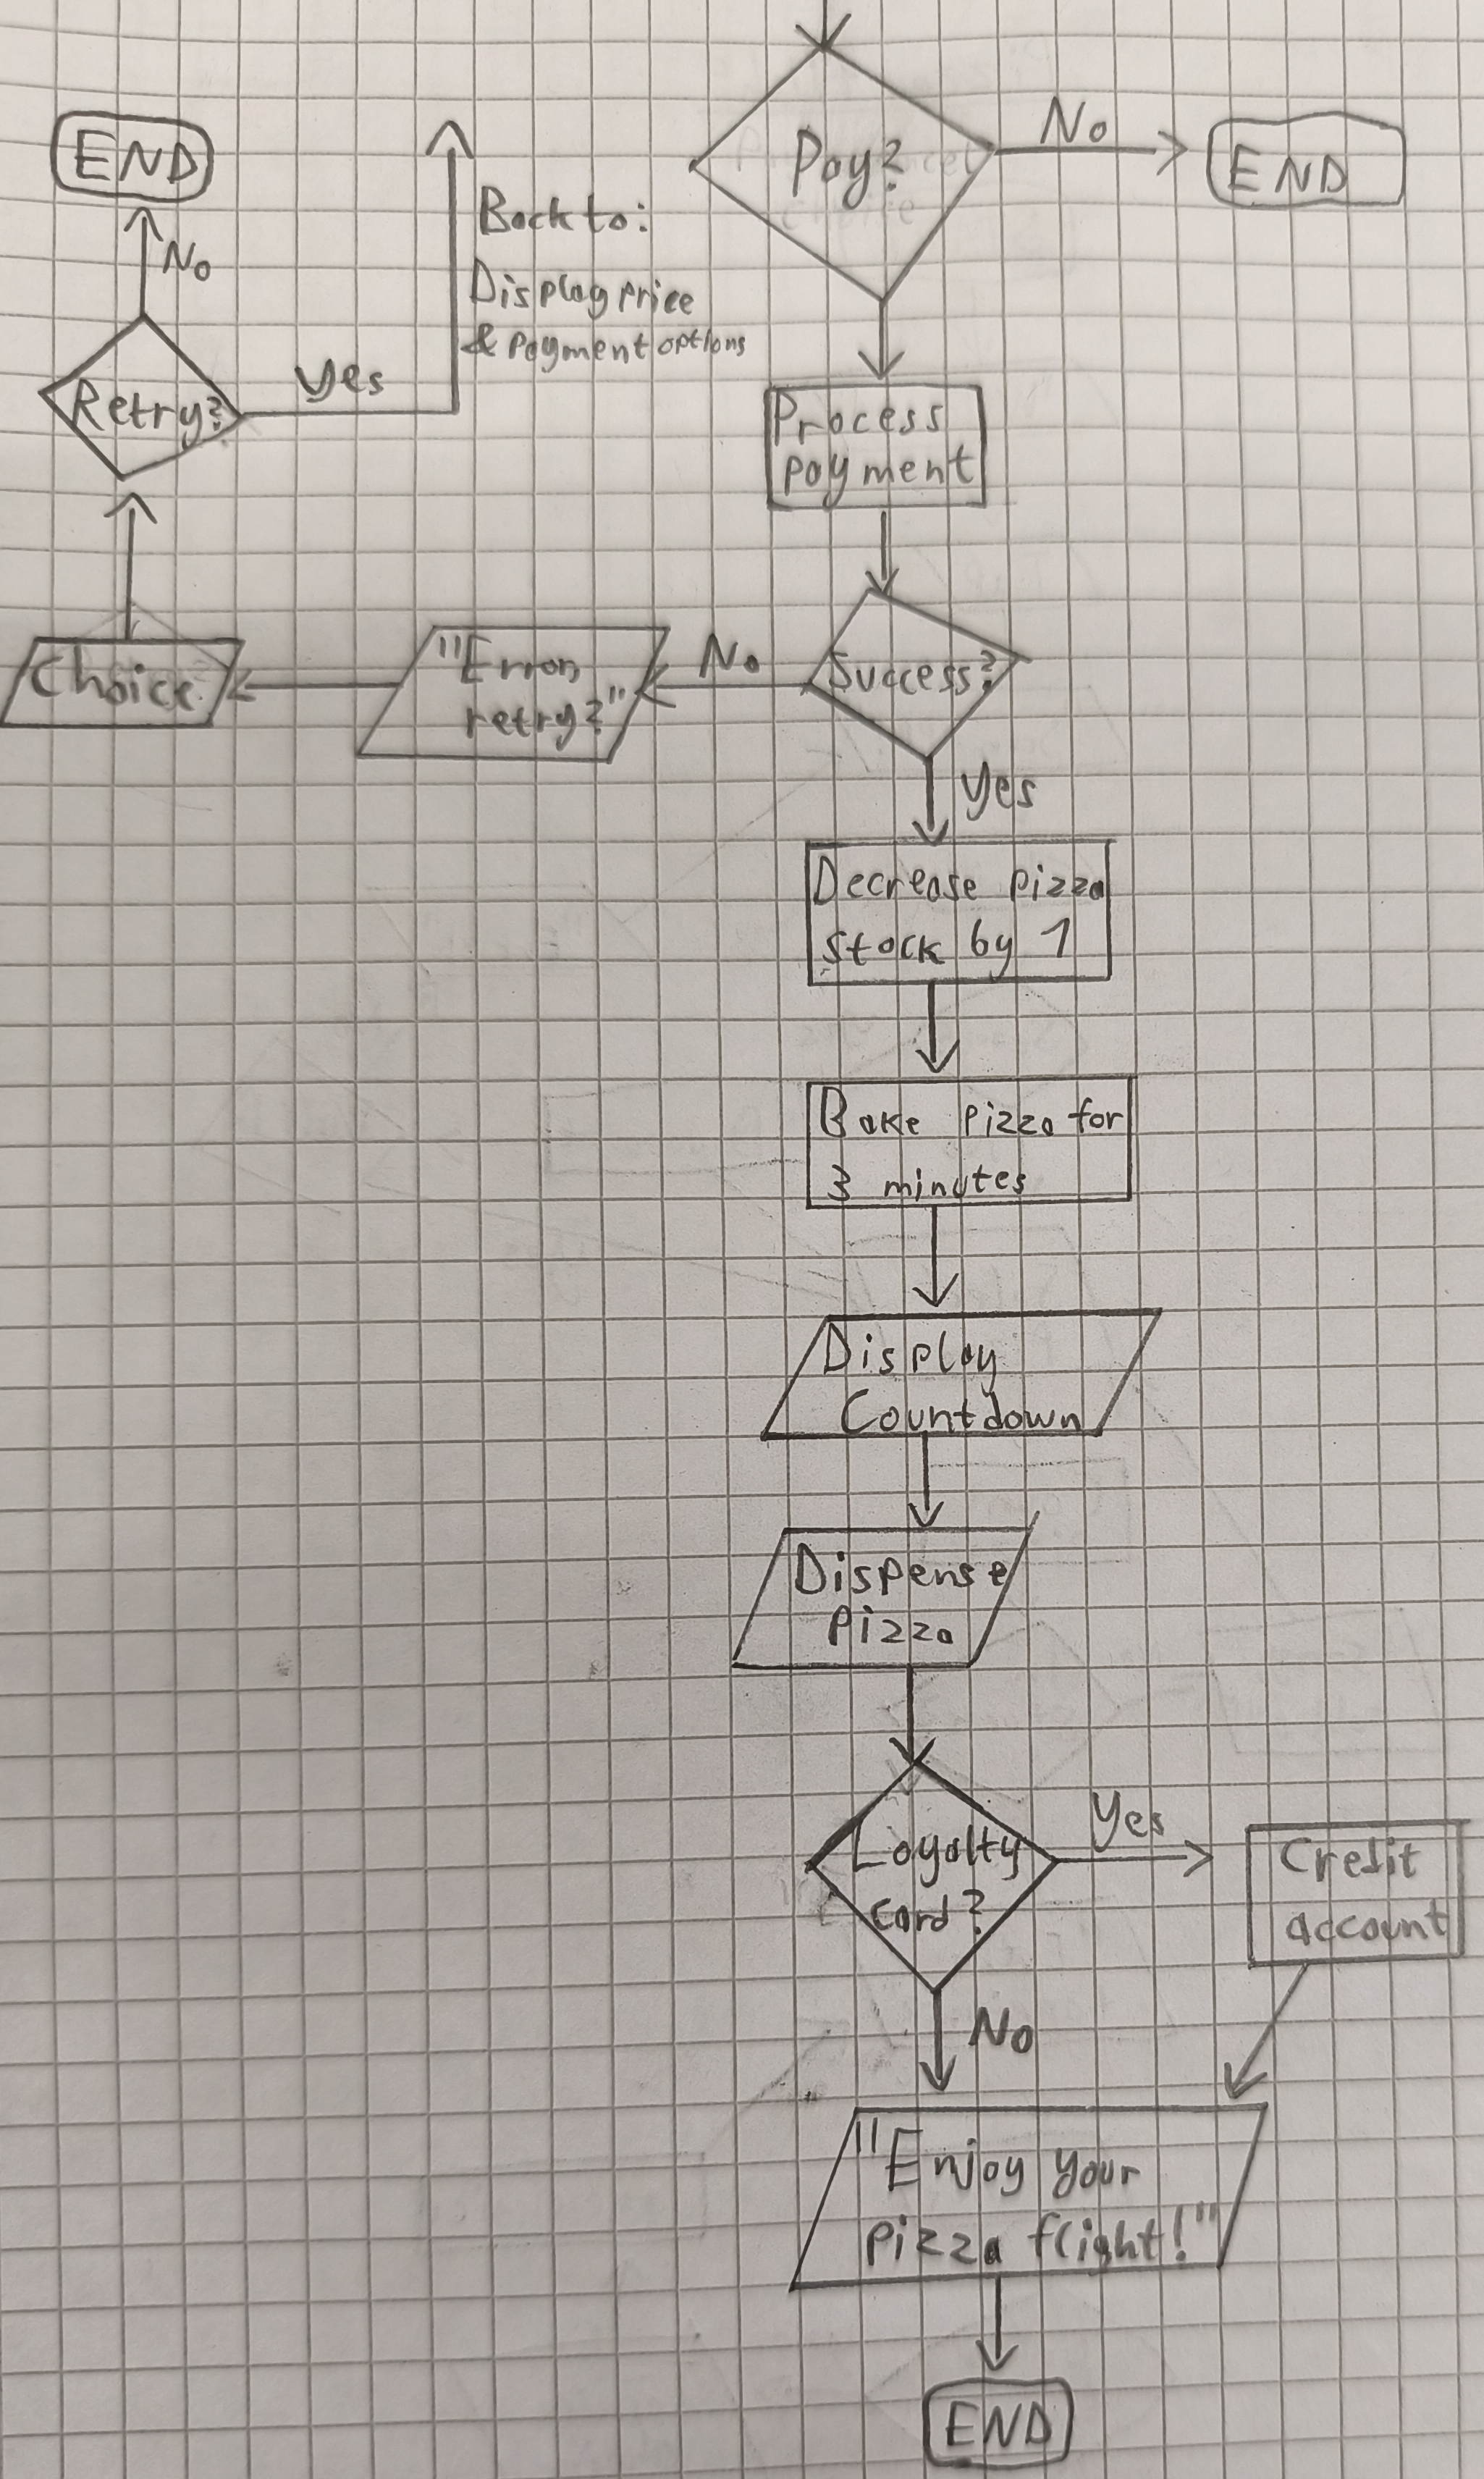 Pay?
No
END
END
No
Back to:
Display price
& payment options
Retry?
Yes
Process
payment
Choice
"Error,
retry?"
No
Success?
Yes
Decrease pizza
stock by 1
Bake pizza for
3 minutes
Display
Countdown
Dispense
pizza
Loyalty
card?
Yes
Credit
account
No
"Enjoy your
pizza flight!"
END